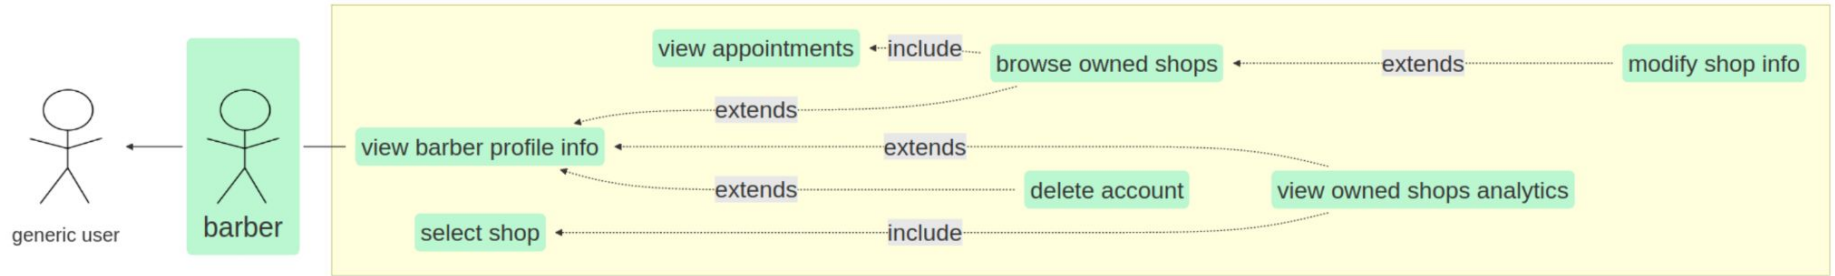 view appointments
include
browse owned shops
extends
modify shop info
extends
view barber profile info
extends
extends
delete account
view owned shops analytics
generic user
barber
select shop
include